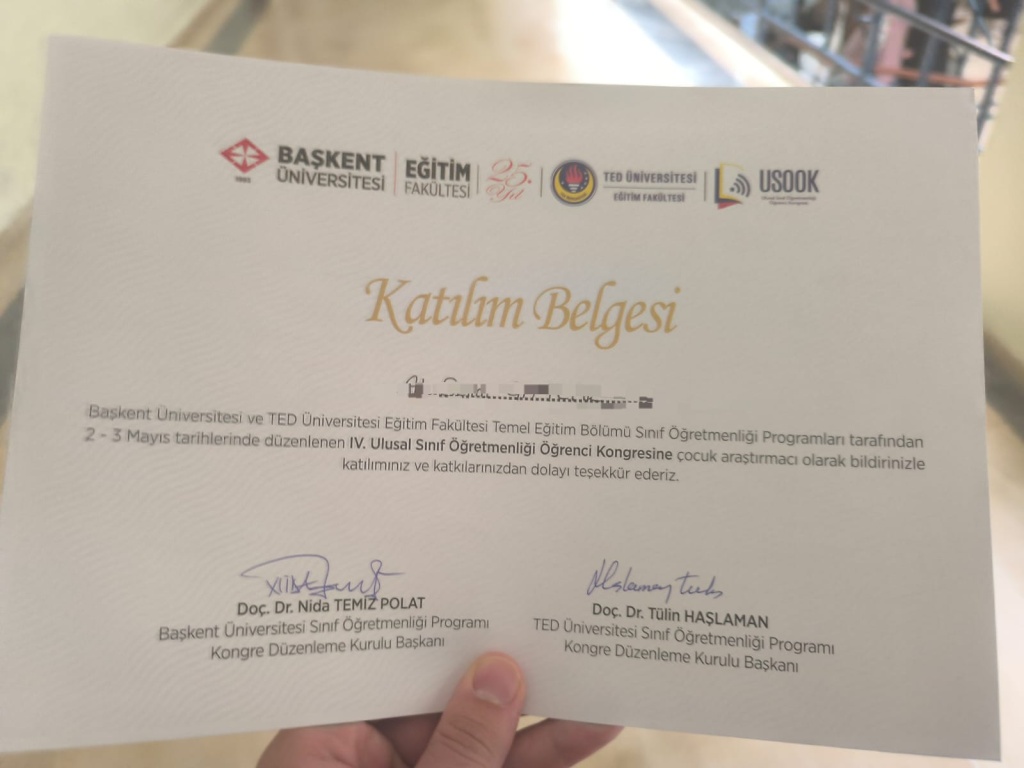 BAŞKENT
ÜNİVERSİTESİ
EĞİTİM
FAKÜLTESİ
25.
Yıl
TED ÜNİVERSİTESİ
EĞİTİM FAKÜLTESİ
USOOK
Katılım Belgesi
Başkent Üniversitesi ve TED Üniversitesi Eğitim Fakültesi Temel Eğitim Bölümü Sınıf Öğretmenliği Programları tarafından
2 - 3 Mayıs tarihlerinde düzenlenen IV. Ulusal Sınıf Öğretmenliği Öğrenci Kongresine çocuk araştırmacı olarak bildirinizle
katılımınız ve katkılarınızdan dolayı teşekkür ederiz.
Doç. Dr. Nida TEMİZ POLAT
Başkent Üniversitesi Sınıf Öğretmenliği Programı
Kongre Düzenleme Kurulu Başkanı
Doç. Dr. Tülin HAŞLAMAN
TED Üniversitesi Sınıf Öğretmenliği Programı
Kongre Düzenleme Kurulu Başkanı